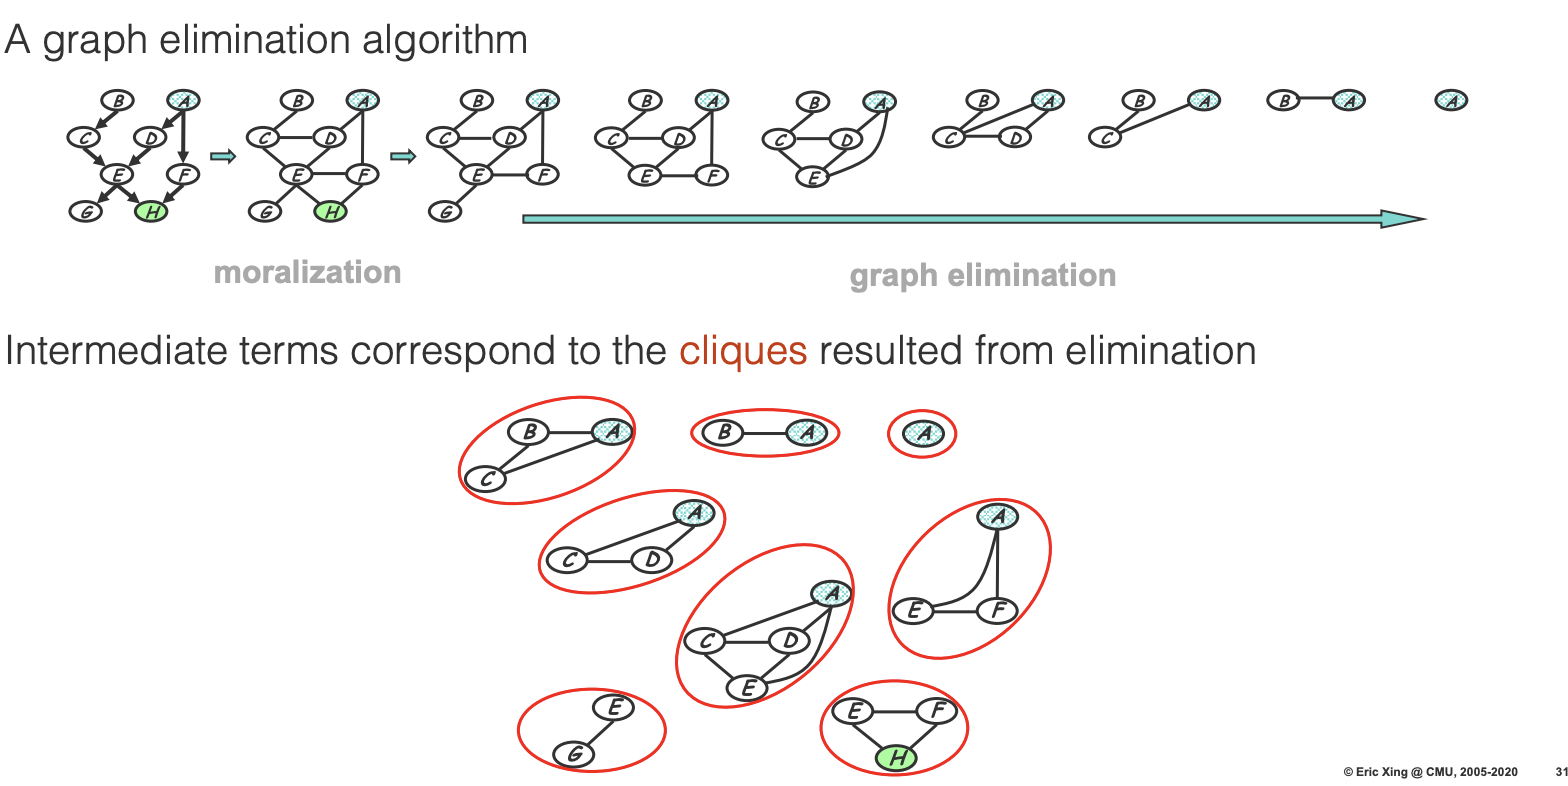 A graph elimination algorithm
B A B A B A B A B A B A B A B A A
C D C D C D C D C D C D C
E F E F E F E F E
G H G H G
moralization
graph elimination
Intermediate terms correspond to the cliques resulted from elimination
B A B A A
C
A A
C D
A
E F
C D
E
E E F
G H
© Eric Xing @ CMU, 2005-2020 31